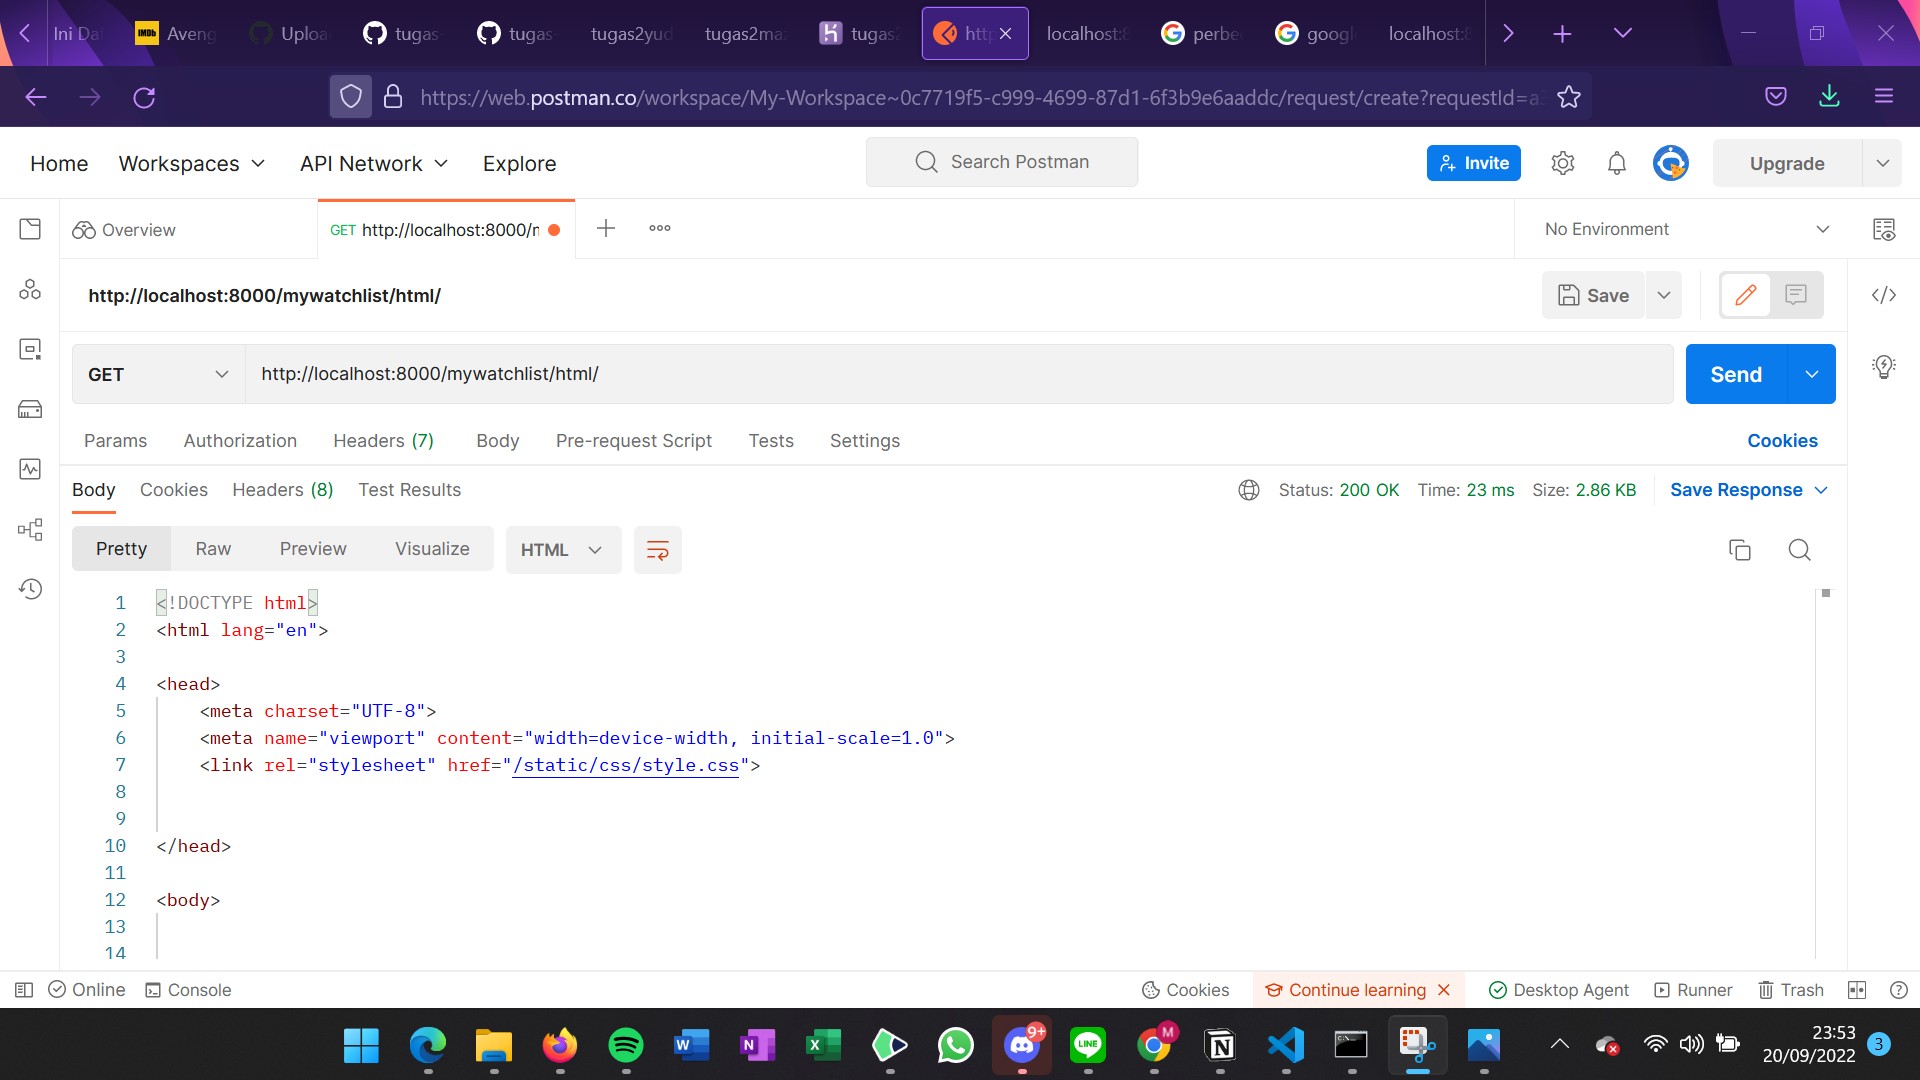 Ini Da
IMDb Aveng
Uploa
tugas
tugas
tugas2yud
tugas2ma
tugas2
htt
localhost:8
perbe
googl
localhost:8
https://web.postman.co/workspace/My-Workspace~0c7719f5-c999-4699-87d1-6f3b9e6aaddc/request/create?requestId=a
Home Workspaces API Network Explore
Search Postman
Invite
Upgrade
Overview
GET http://localhost:8000/r
No Environment
http://localhost:8000/mywatchlist/html/
Save
GET http://localhost:8000/mywatchlist/html/
Send
Params Authorization Headers (7) Body Pre-request Script Tests Settings Cookies
Body Cookies Headers (8) Test Results
Status: 200 OK Time: 23 ms Size: 2.86 KB Save Response
Pretty Raw Preview Visualize HTML
1 <!DOCTYPE html>
2 <html lang="en">
3
4 <head>
5 <meta charset="UTF-8">
6 <meta name="viewport" content="width=device-width, initial-scale=1.0">
7 <link rel="stylesheet" href="/static/css/style.css">
8
9
10 </head>
11
12 <body>
13
14
Online Console Cookies Continue learning Desktop Agent Runner Trash
W N X 9+ LINE M N
23:53
20/09/2022
3